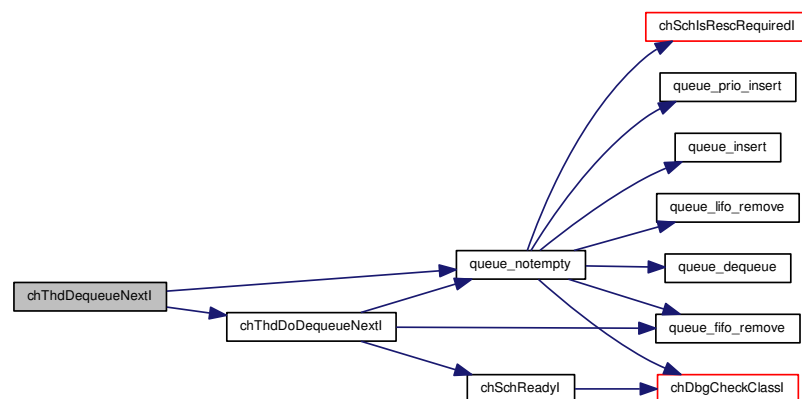 chSchIsRescRequiredI
queue_prio_insert
queue_insert
queue_lifo_remove
queue_notempty
queue_dequeue
chThdDequeueNextI
chThdDoDequeueNextI
queue_fifo_remove
chSchReadyI
chDbgCheckClassI